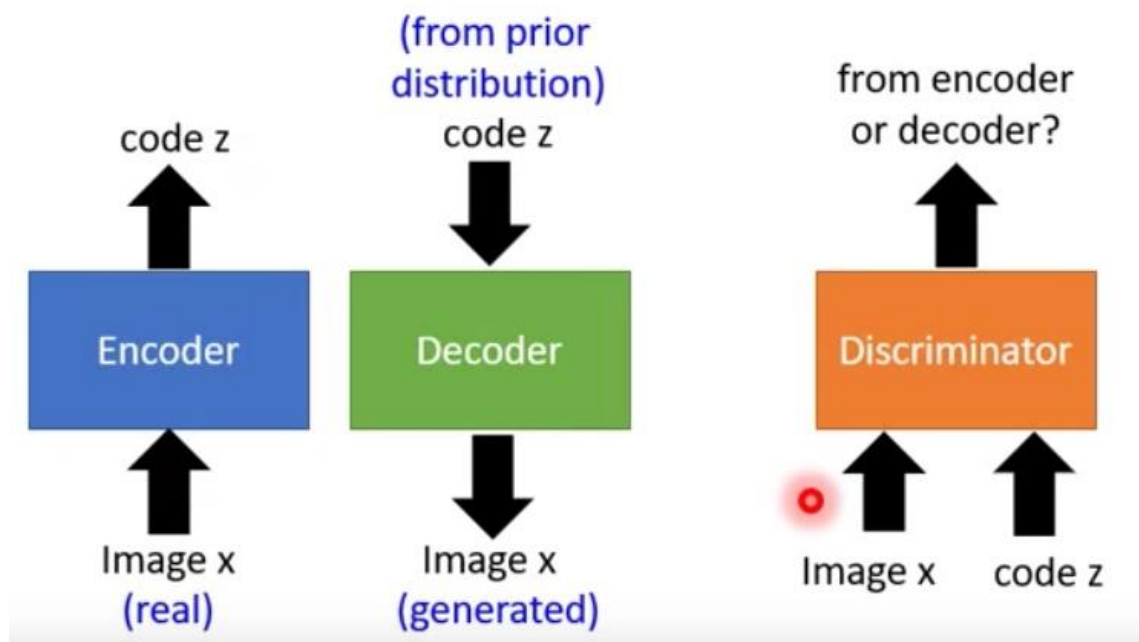 code z
Encoder
Image x
(real)
(from prior
distribution)
code z
Decoder
Image x
(generated)
from encoder
or decoder?
Discriminator
Image x
code z